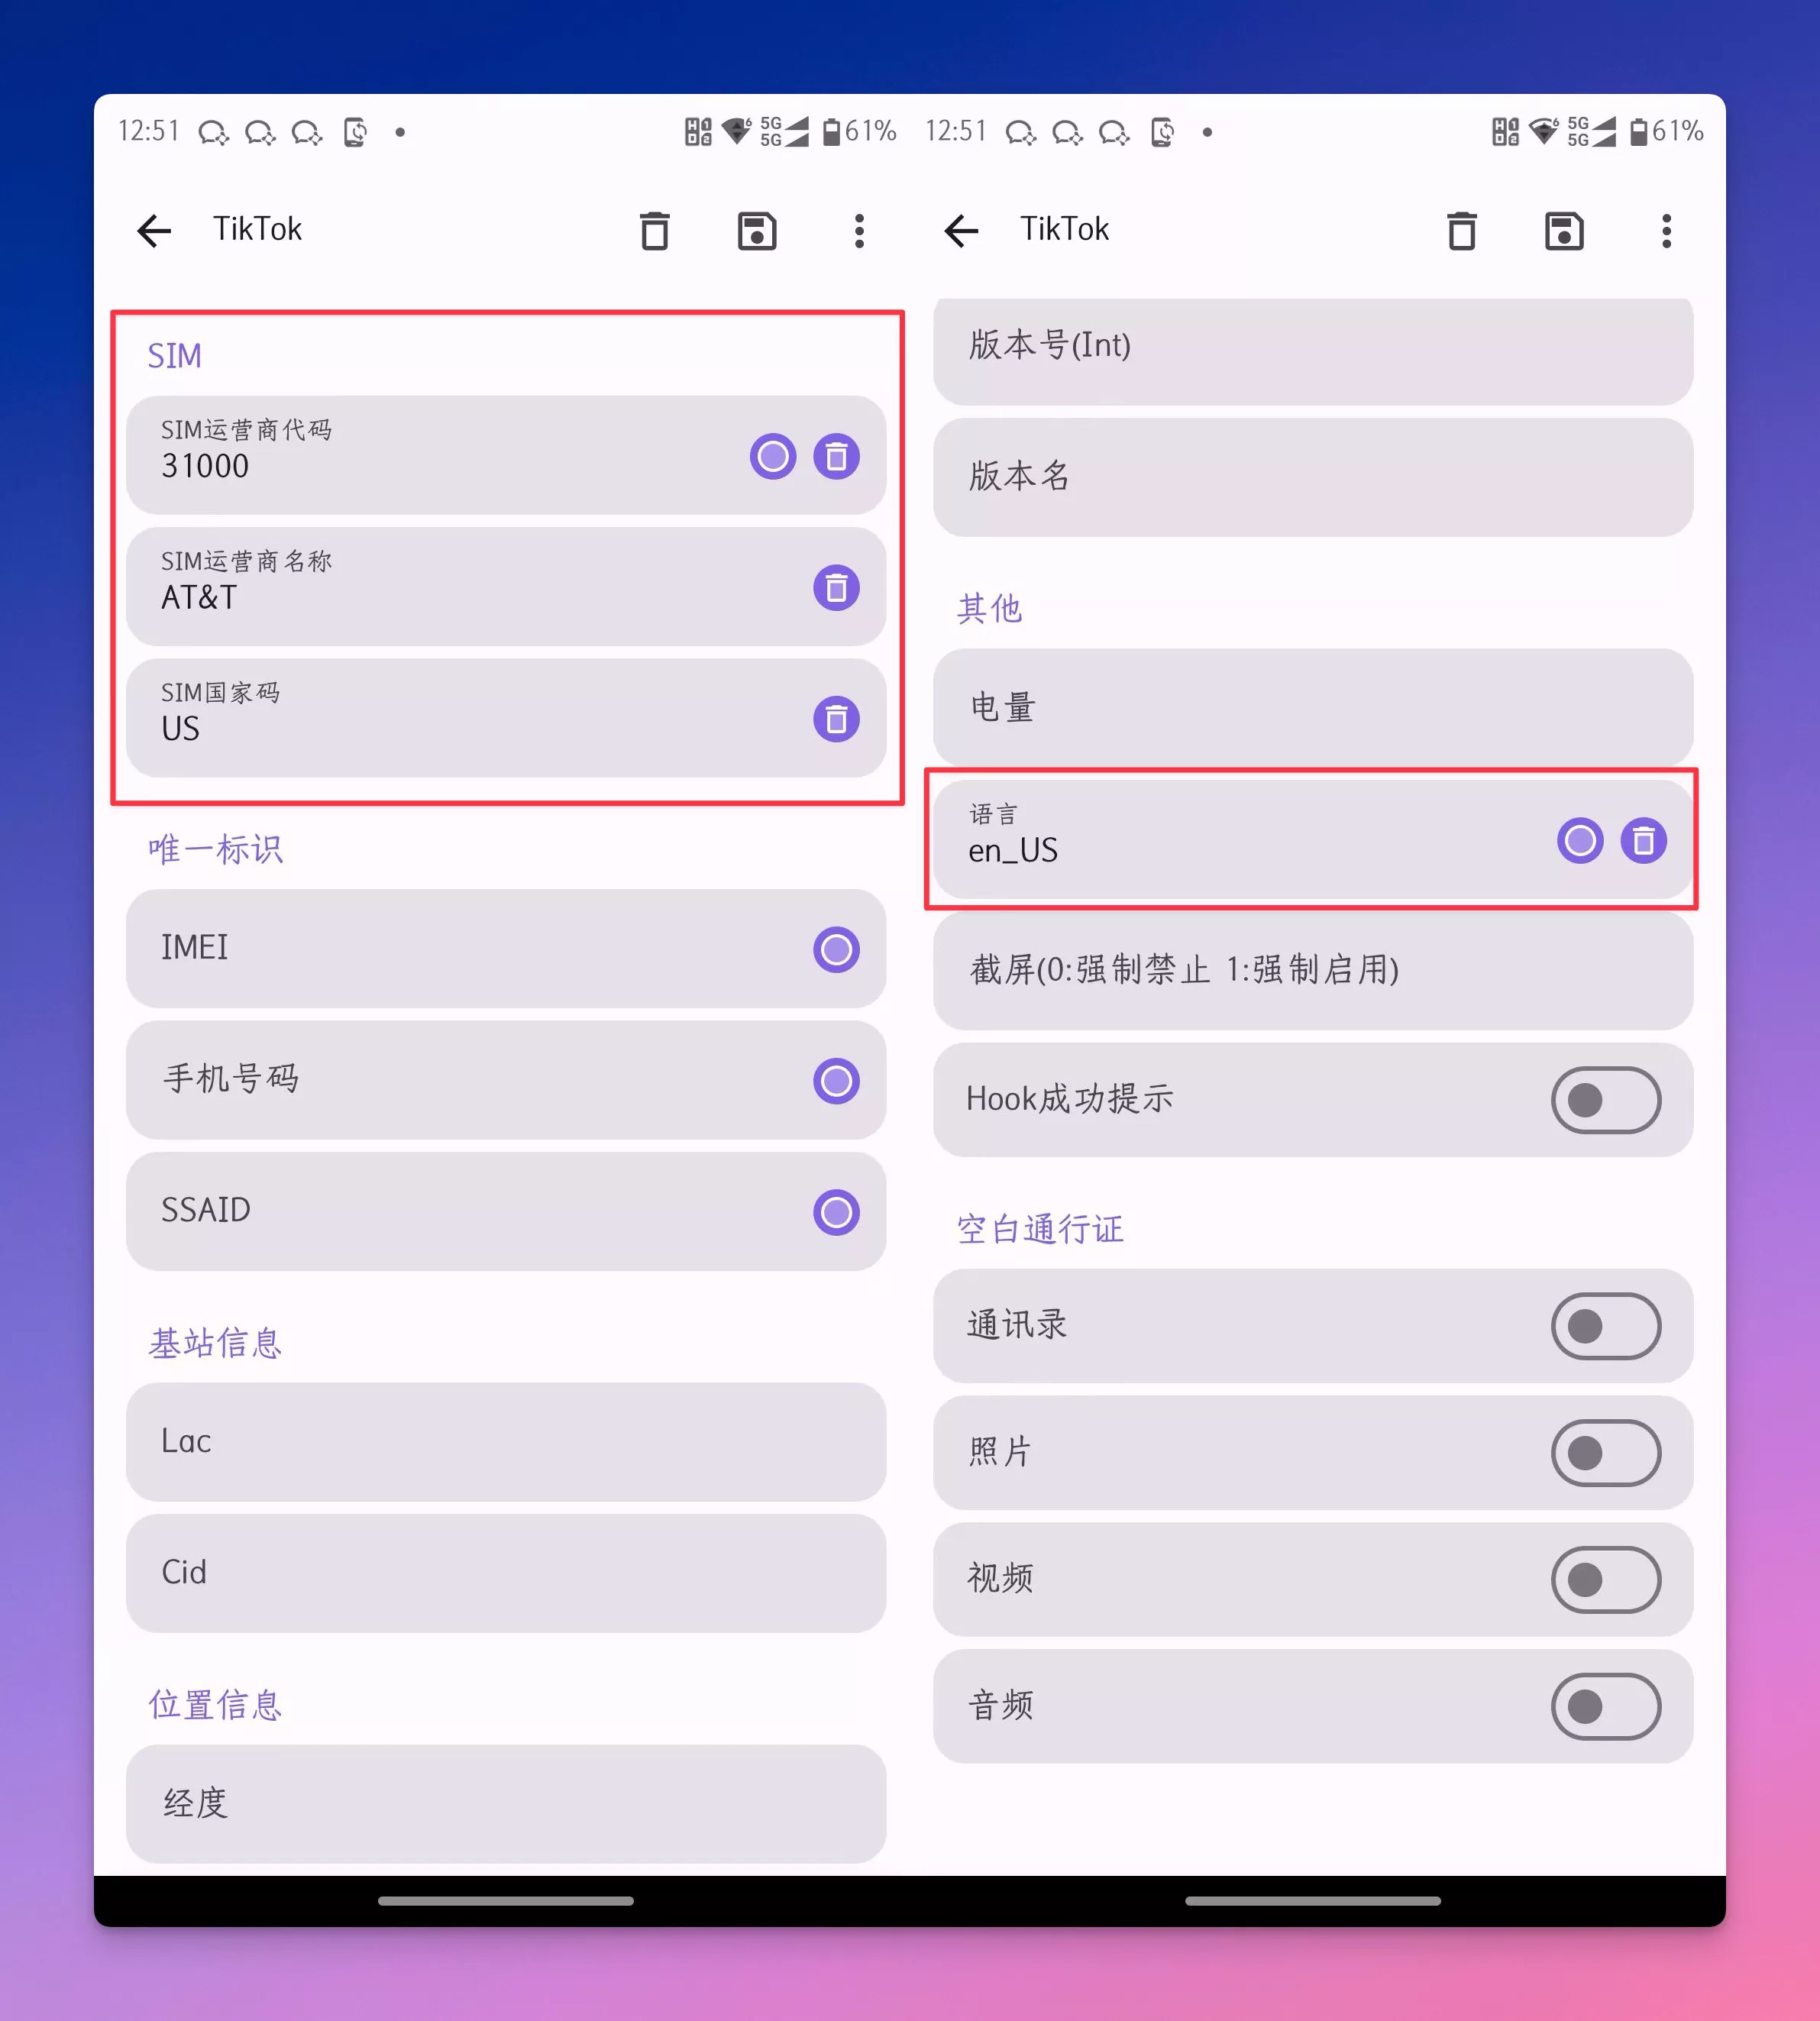 12:51
5G
5G
61%
TikTok
SIM
SIM运营商代码
31000
SIM运营商名称
AT&T
SIM国家码
US
唯一标识
IMEI
手机号码
SSAID
基站信息
Lac
Cid
位置信息
经度
12:51
5G
5G
61%
TikTok
版本号(Int)
版本名
其他
电量
语言
en_US
截屏(0:强制禁止 1:强制启用)
Hook成功提示
空白通行证
通讯录
照片
视频
音频